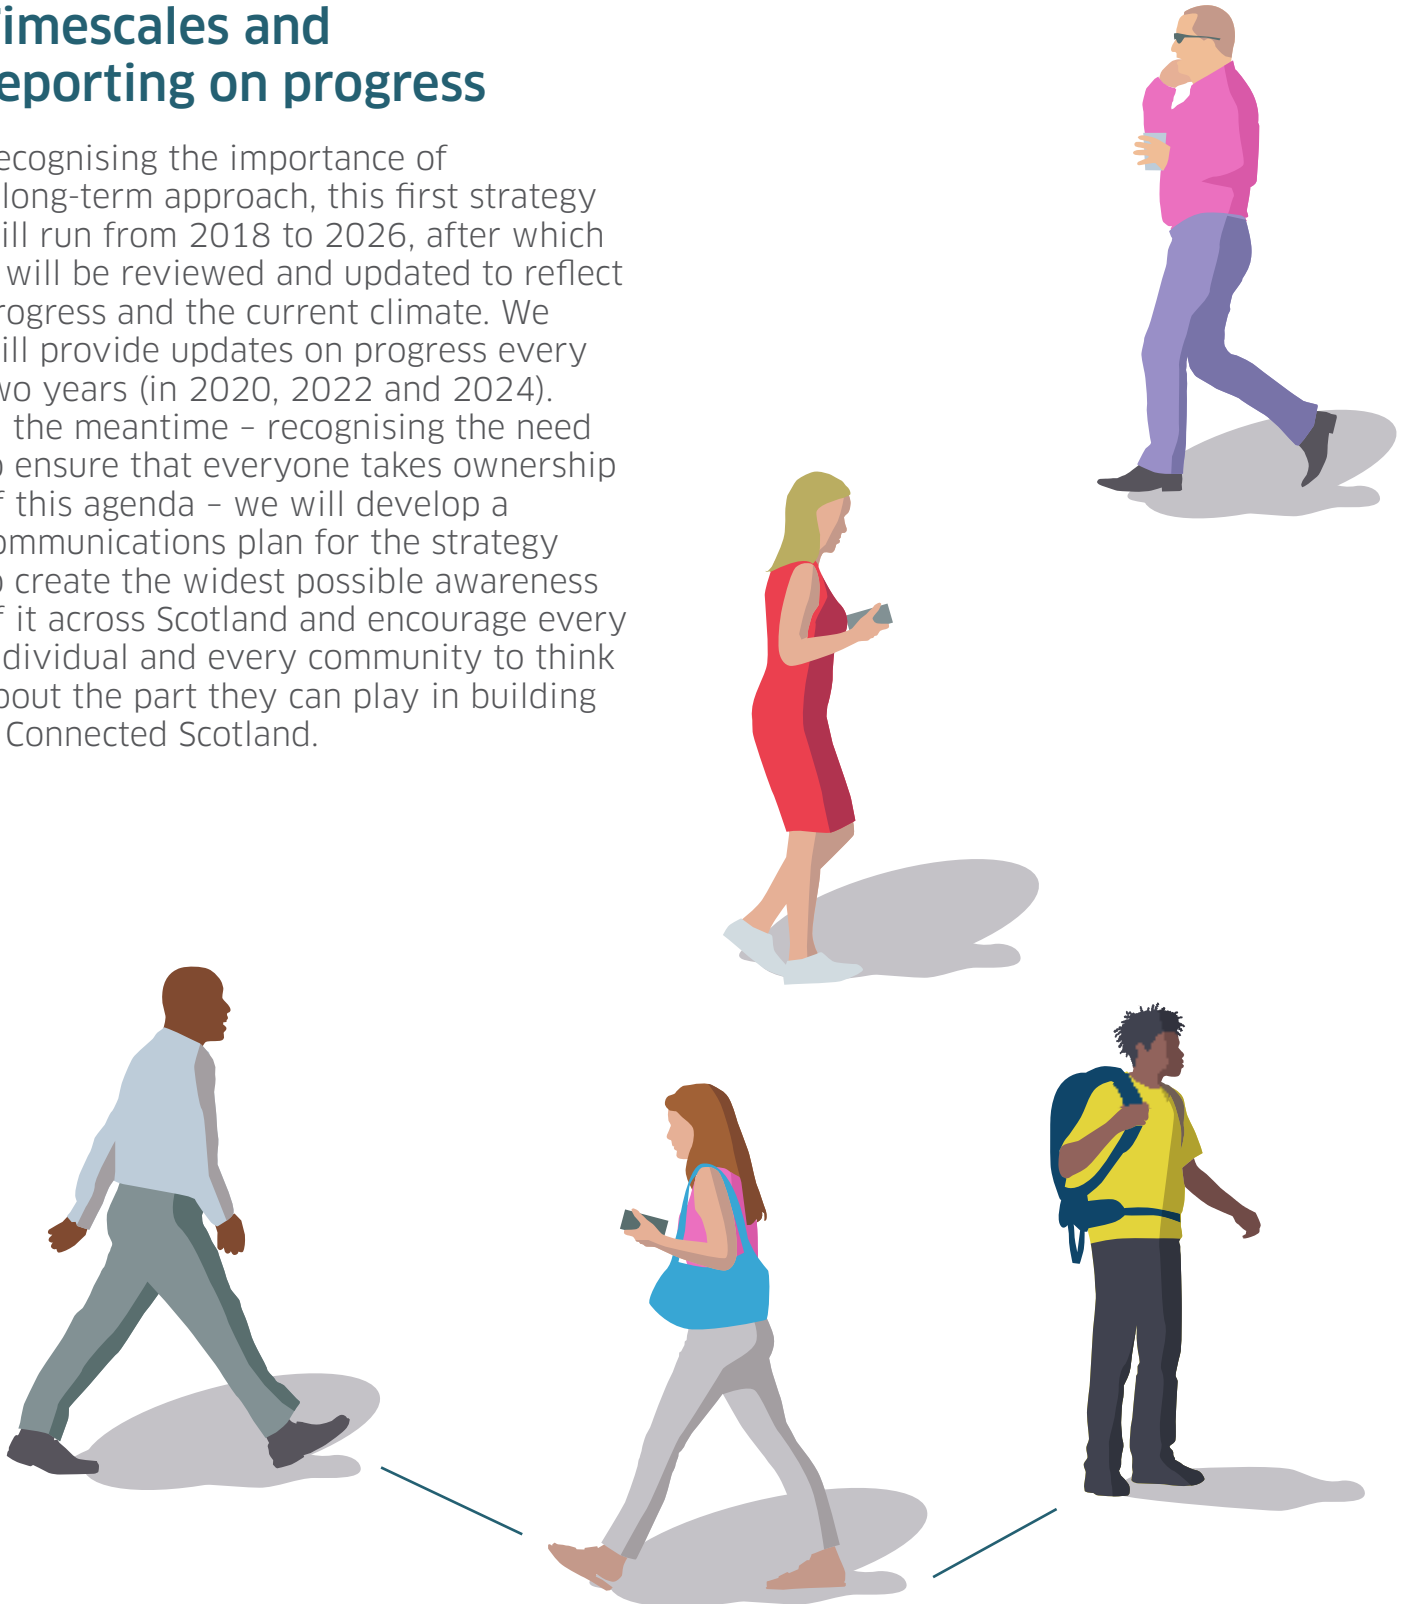 imescales and
eporting on progress
ecognising the importance of
long-term approach, this first strategy
ill run from 2018 to 2026, after which
will be reviewed and updated to reflect
rogress and the current climate. We
ill provide updates on progress every
wo years (in 2020, 2022 and 2024).
the meantime – recognising the need
ensure that everyone takes ownership
this agenda – we will develop a
ommunications plan for the strategy
create the widest possible awareness
it across Scotland and encourage every
dividual and every community to think
bout the part they can play in building
Connected Scotland.